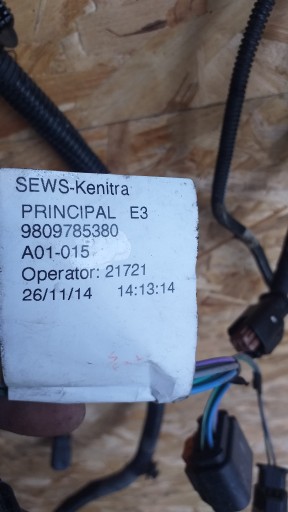 SEWS-Kenitra
PRINCIPAL E3
9809785380
A01-015
Operator: 21721
26/11/14 14:13:14